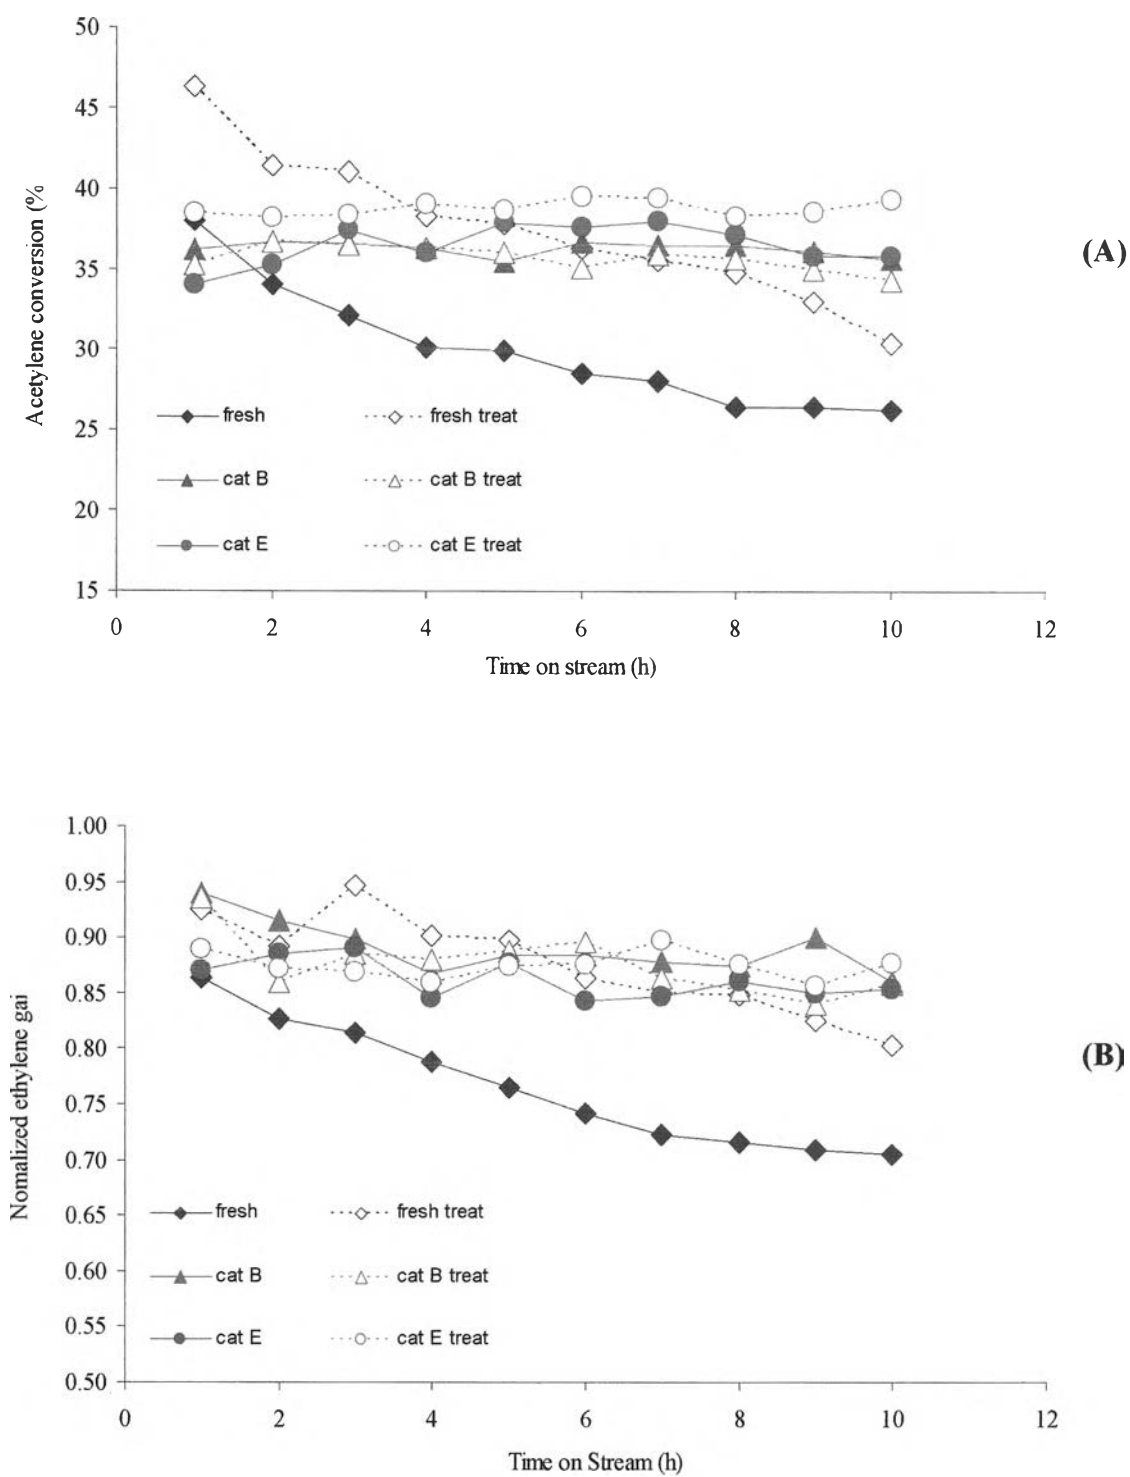 50
45
40
35
30
25
20
15
Acetylene conversion (%
fresh
fresh treat
cat B
cat B treat
cat E
cat E treat
0 2 4 6 8 10 12
Time on stream (h)
(A)
1.00
0.95
0.90
0.85
0.80
0.75
0.70
0.65
0.60
0.55
0.50
Nomalized ethylene gai
fresh
fresh treat
cat B
cat B treat
cat E
cat E treat
0 2 4 6 8 10 12
Time on Stream (h)
(B)